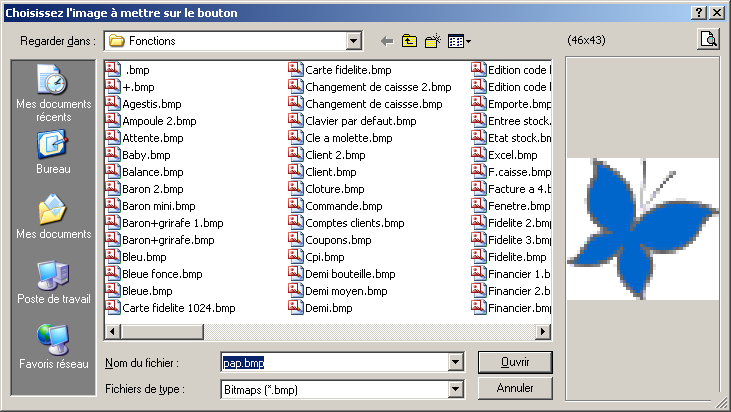 Choisissez l'image à mettre sur le bouton
Regarder dans :
Fonctions
(46x43)
Mes documents
récents
Bureau
Mes documents
Poste de travail
Favoris réseau
.bmp
+.bmp
Agestis.bmp
Ampoule 2.bmp
Attente.bmp
Baby.bmp
Balance.bmp
Baron 2.bmp
Baron mini.bmp
Baron+grirafe 1.bmp
Baron+grirafe.bmp
Bleu.bmp
Bleue fonce.bmp
Bleue.bmp
Carte fidelite 1024.bmp
Carte fidelite.bmp
Changement de caissse 2.bmp
Changement de caissse.bmp
Clavier par defaut.bmp
Cle a molette.bmp
Client 2.bmp
Client.bmp
Cloture.bmp
Commande.bmp
Comptes clients.bmp
Coupons.bmp
Cpi.bmp
Demi bouteille.bmp
Demi moyen.bmp
Demi.bmp
Edition code
Edition code
Emporte.bmp
Entree stock.
Etat stock.bm
Excel.bmp
F.caisse.bmp
Facture a 4.b
Fenetre.bmp
Fidelite 2.bmp
Fidelite 3.bmp
Fidelite.bmp
Financier 1.b
Financier 2.b
Financier.bmp
Nom du fichier :
pap.bmp
Ouvrir
Fichiers de type :
Bitmaps (*.bmp)
Annuler